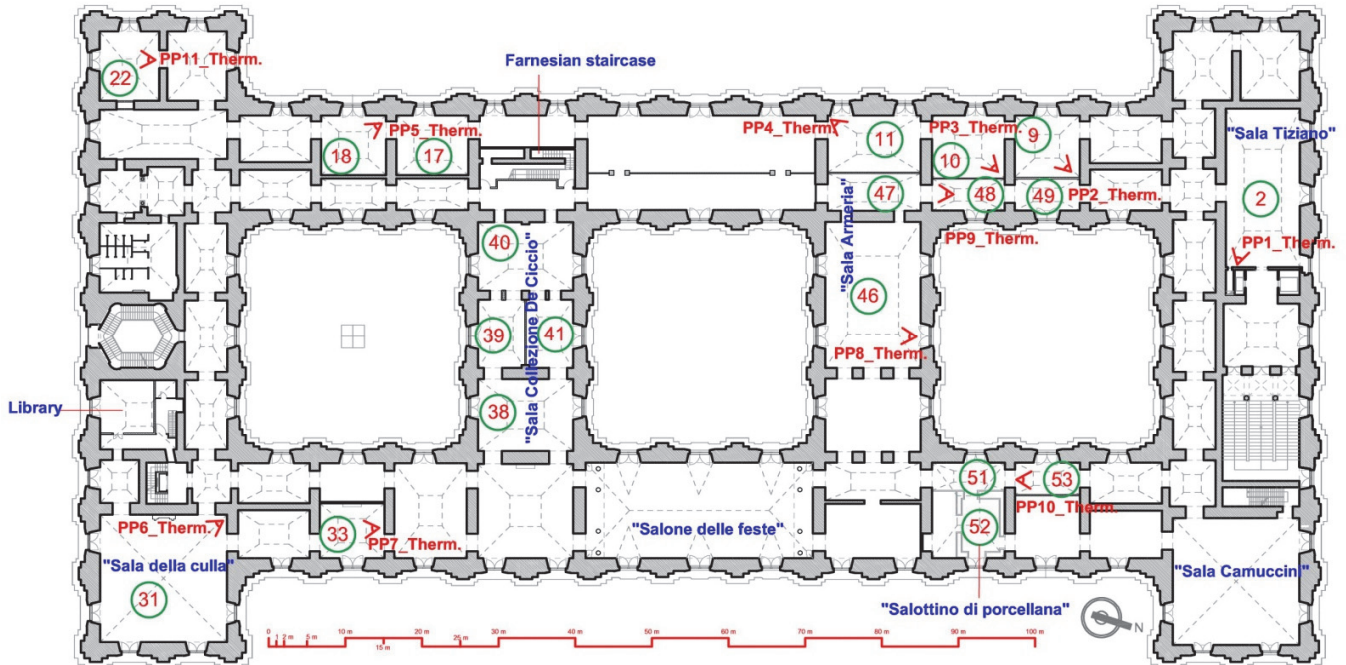 Farnesian staircase
PP11_Therm.
22
PP5_Therm.
18
17
PP4_Therm.
11
PP3_Therm.
10
9
"Sala Tiziano"
47
48
49
PP2_Therm.
2
PP9_Therm.
PP1_Therm.
40
"Sala Armeria"
46
39
41
"Sala Collezione De Ciccio"
PP8_Therm.
Library
38
51
53
PP10_Therm.
PP6_Therm.
33
PP7_Therm.
"Salone delle feste"
52
"Sala della culla"
31
"Sala Camuccini"
"Salottino di porcellana"
N
0 1 2 m 5 m 10 m 15 m 20 m 25 m 30 m 40 m 50 m 60 m 70 m 80 m 90 m 100 m